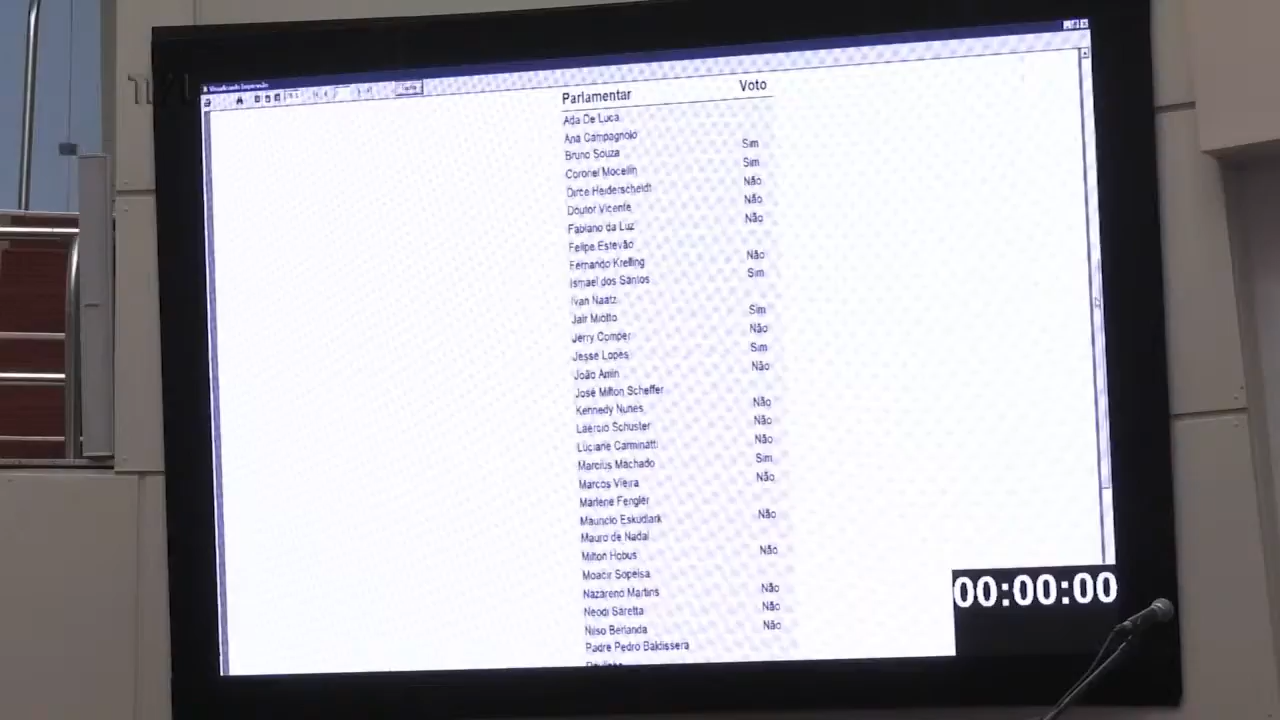 Visualizando Impressão
Parlamentar Voto
Ada De Luca
Ana Campagnolo
Bruno Souza Sim
Coronel Mocellin Sim
Dirce Heiderscheidt Não
Doutor Vicente Não
Fabiano da Luz Não
Felipe Estevão
Fernando Krelling Não
Ismael dos Santos Sim
Ivan Naatz
Jair Miotto Sim
Jerry Comper Não
Jesse Lopes Sim
João Amin Não
José Milton Scheffer
Kennedy Nunes Não
Laércio Schuster Não
Luciane Carminatti Não
Marcius Machado Sim
Marcos Vieira Não
Marlene Fengler
Mauricio Eskudlark Não
Mauro de Nadal
Milton Hobus Não
Moacir Sopelsa
Nazareno Martins Não
Neodi Saretta Não
Nilso Berlanda Não
Padre Pedro Baldissera
00:00:00